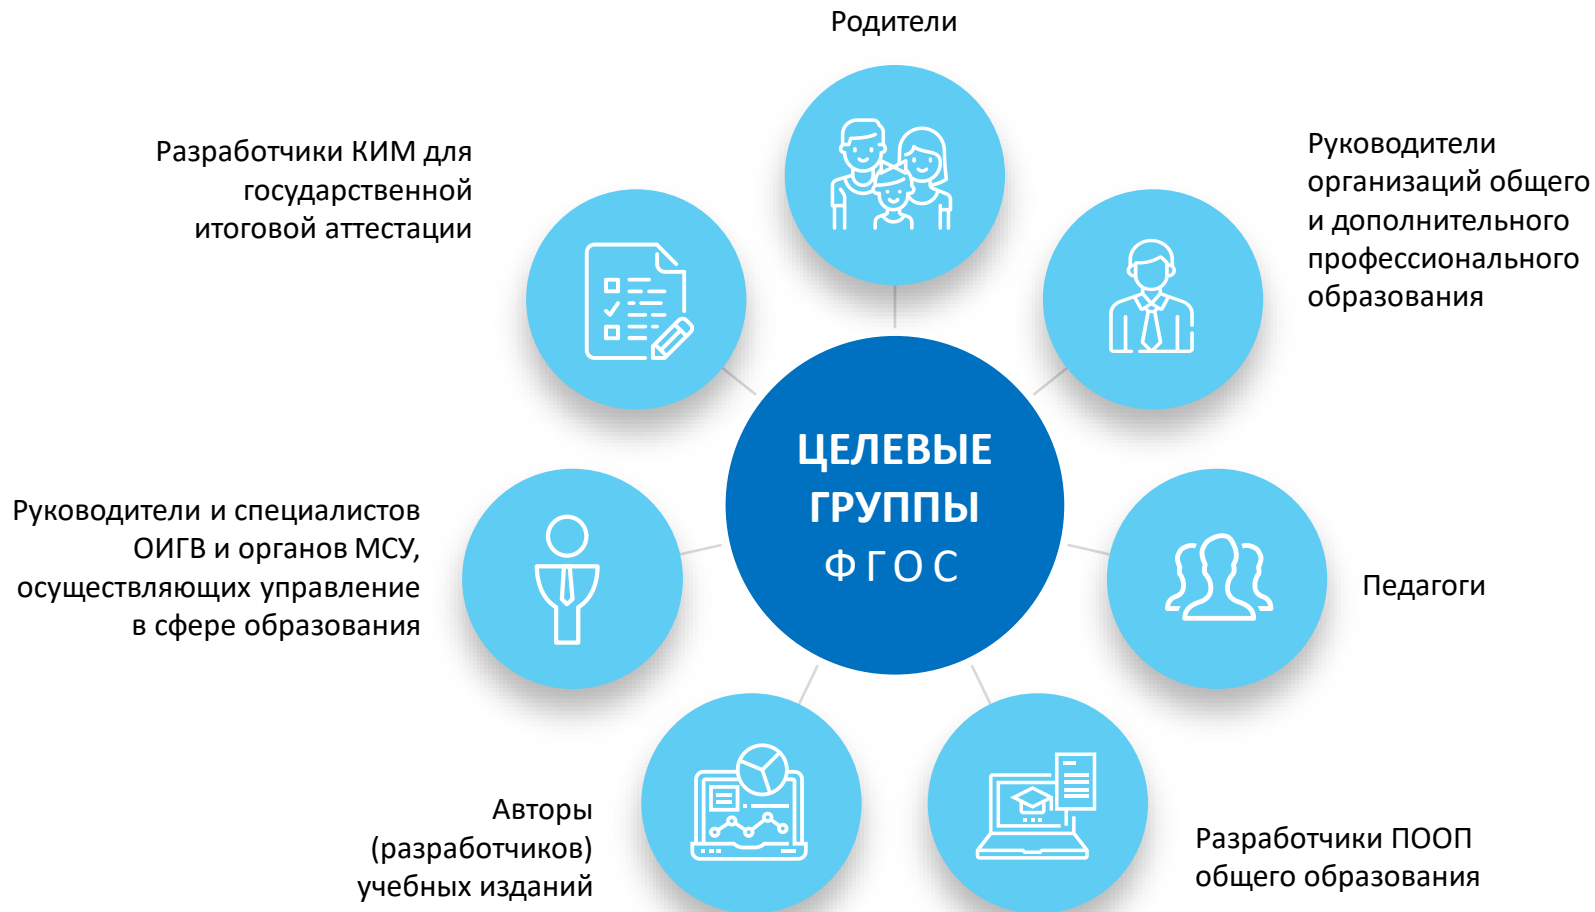 Родители
Разработчики КИМ для
государственной
итоговой аттестации
Руководители
организаций общего
и дополнительного
профессионального
образования
ЦЕЛЕВЫЕ
ГРУППЫ
ФГОС
Руководители и специалистов
ОИГВ и органов МСУ,
осуществляющих управление
в сфере образования
Педагоги
Авторы
(разработчиков)
учебных изданий
Разработчики ПООП
общего образования